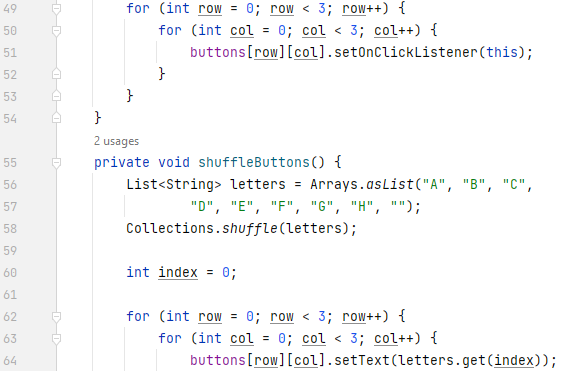 49 for (int row = 0; row < 3; row++) {
50 for (int col = 0; col < 3; col++) {
51 buttons[row][col].setOnClickListener(this);
52 }
53 }
54 }
2 usages
55 private void shuffleButtons() {
56 List<String> letters = Arrays.asList("A", "B", "C",
57 "D", "E", "F", "G", "H", "");
58 Collections.shuffle(letters);
59
60 int index = 0;
61
62 for (int row = 0; row < 3; row++) {
63 for (int col = 0; col < 3; col++) {
64 buttons[row][col].setText(letters.get(index));